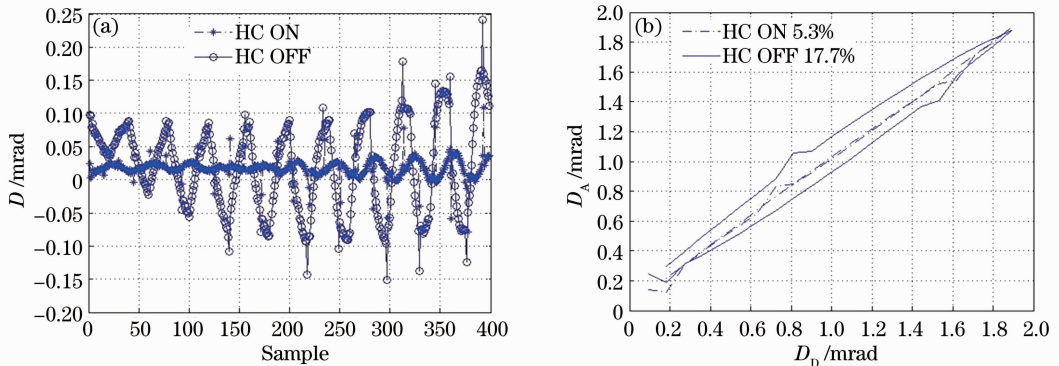 (a)
HC ON
HC OFF
0.25
0.20
0.15
0.10
0.05
0
−0.05
−0.10
−0.15
−0.20
D /mrad
0 50 100 150 200 250 300 350 400
Sample
(b)
HC ON 5.3%
HC OFF 17.7%
2.0
1.8
1.6
1.4
1.2
1.0
0.8
0.6
0.4
0.2
0
D_A /mrad
0 0.2 0.4 0.6 0.8 1.0 1.2 1.4 1.6 1.8 2.0
D_D /mrad